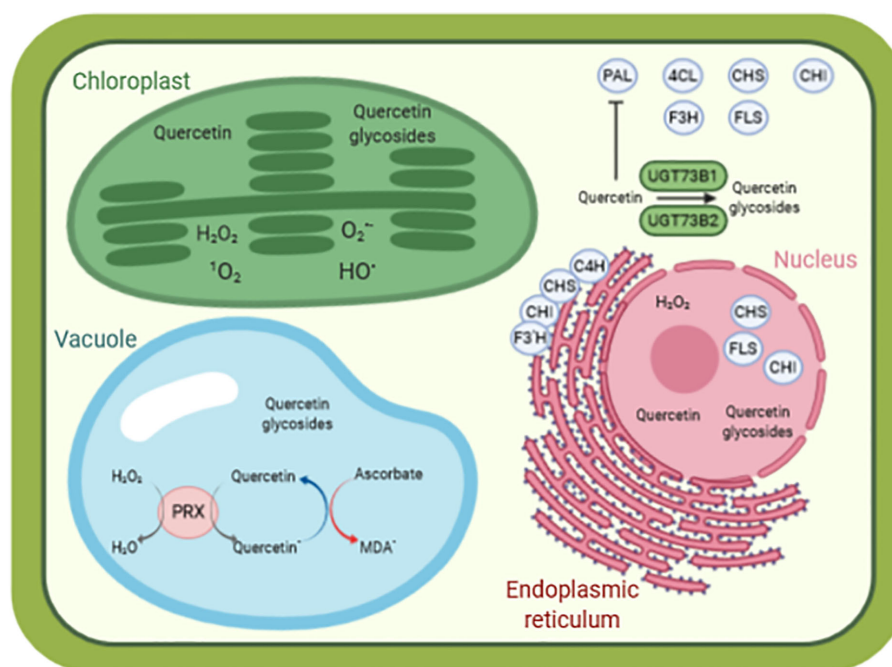 Chloroplast
Quercetin
Quercetin
glycosides
H₂O₂
O₂•⁻
¹O₂
HO•
PAL
4CL
CHS
CHI
F3H
FLS
UGT73B1
Quercetin
Quercetin
glycosides
UGT73B2
Nucleus
C4H
CHS
CHI
F3'H
H₂O₂
CHS
FLS
CHI
Quercetin
Quercetin
glycosides
Vacuole
Quercetin
glycosides
H₂O₂
Quercetin
Ascorbate
PRX
H₂O
Quercetin•
MDA•
Endoplasmic
reticulum